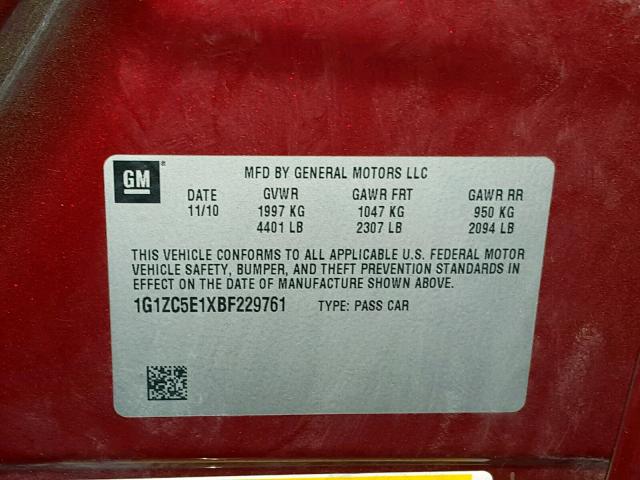 GM ®
MFD BY GENERAL MOTORS LLC
DATE GVWR GAWR FRT GAWR RR
11/10 1997 KG 1047 KG 950 KG
4401 LB 2307 LB 2094 LB
THIS VEHICLE CONFORMS TO ALL APPLICABLE U.S. FEDERAL MOTOR
VEHICLE SAFETY, BUMPER, AND THEFT PREVENTION STANDARDS IN
EFFECT ON THE DATE OF MANUFACTURE SHOWN ABOVE.
1G1ZC5E1XBF229761 TYPE: PASS CAR